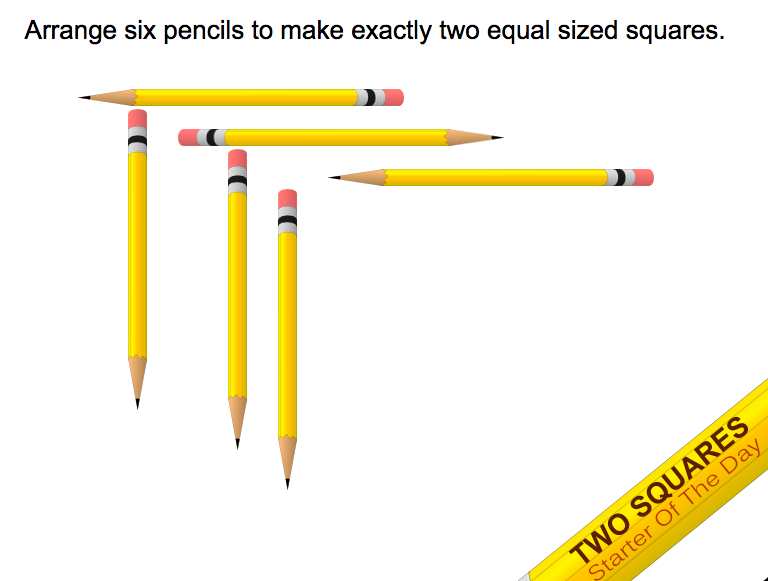 Arrange six pencils to make exactly two equal sized squares.
TWO SQUARES
Starter Of The Day